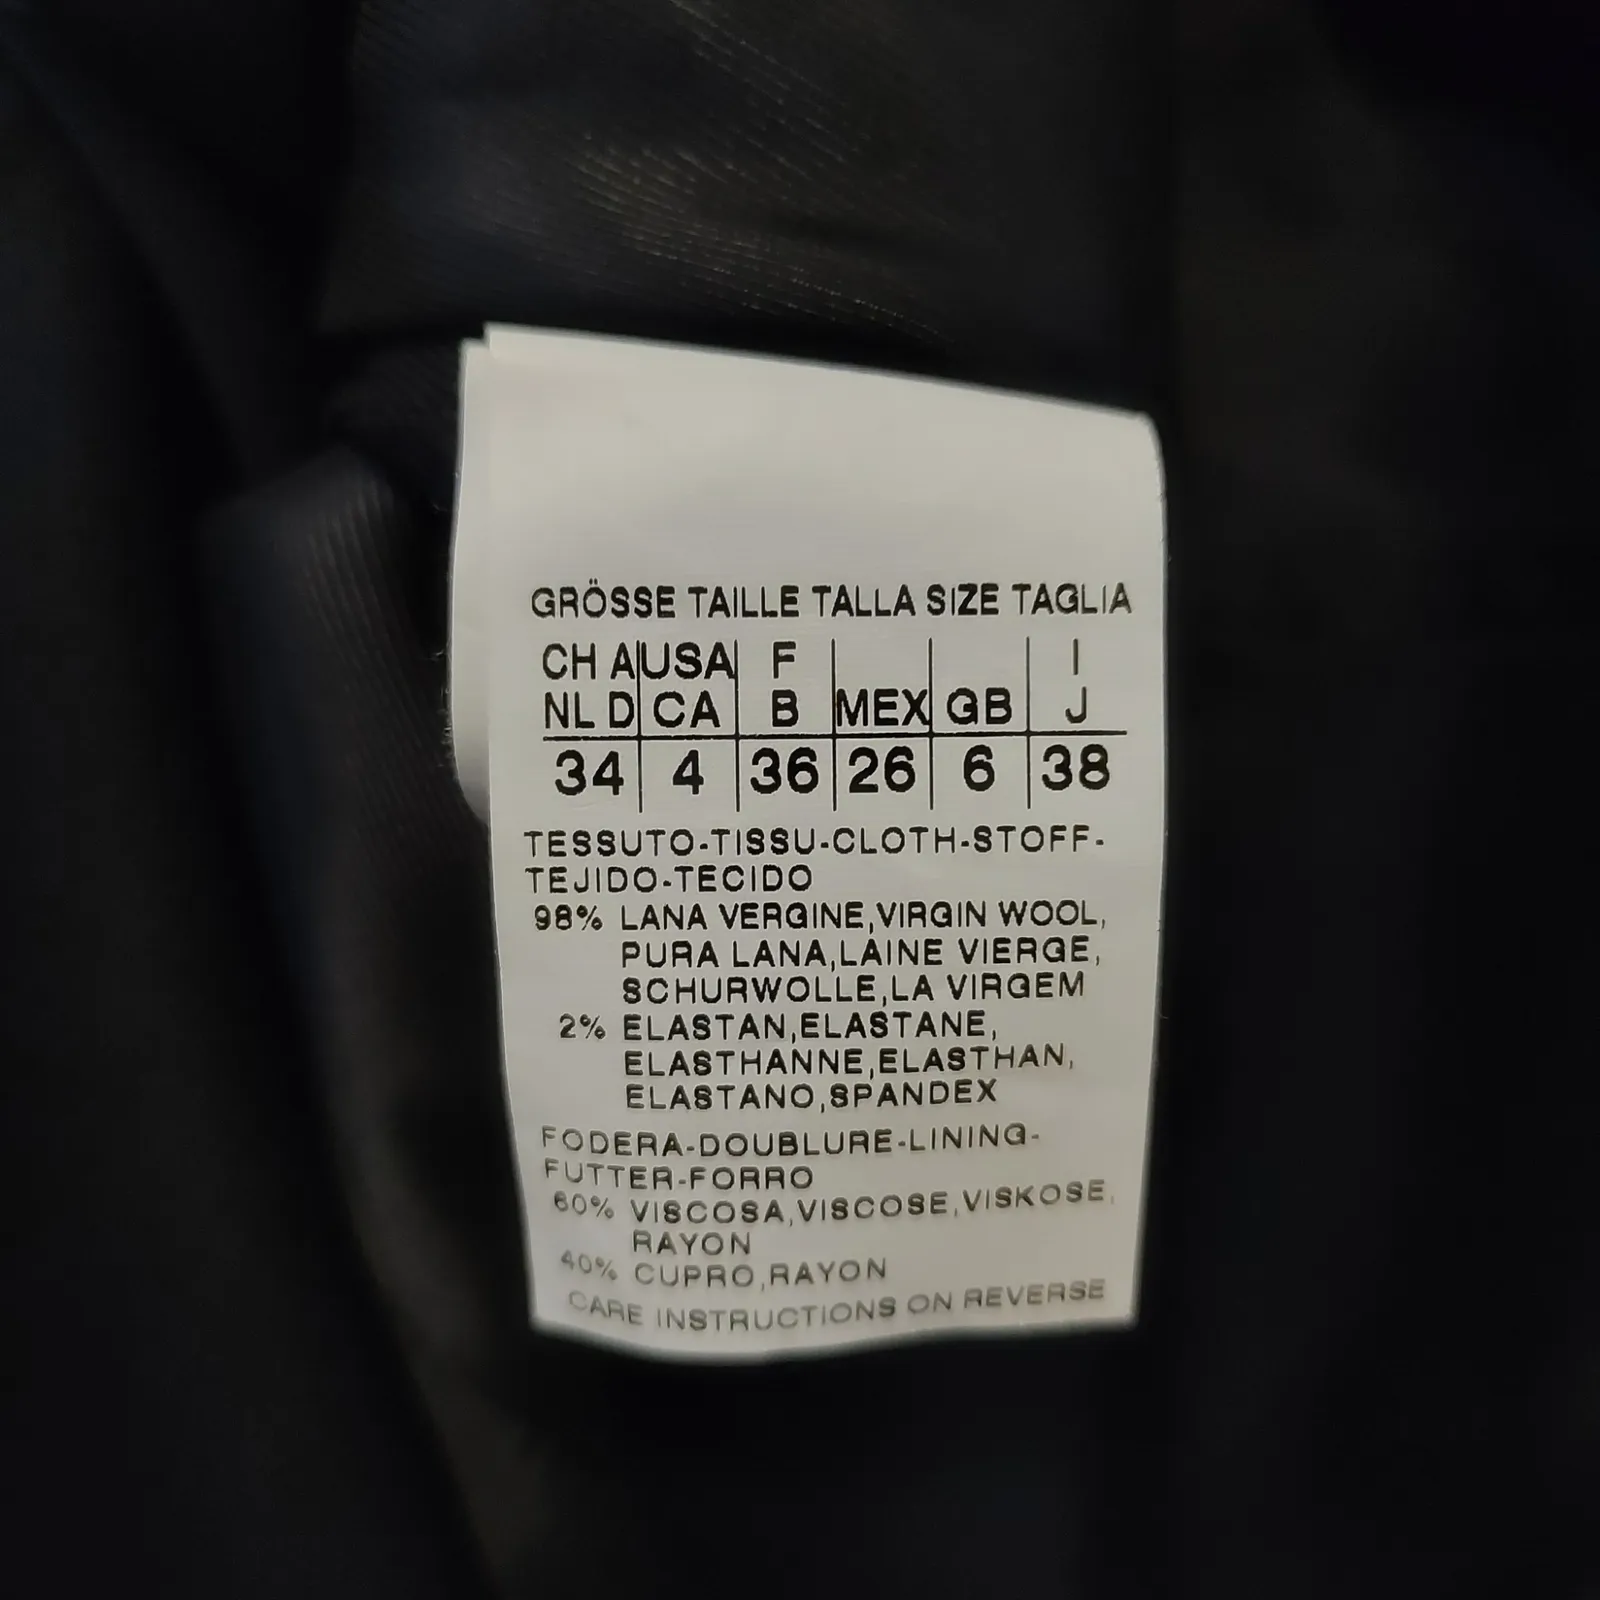 GRÖSSE TAILLE TALLA SIZE TAGLIA
CH A USA F I
NL D CA B MEX GB J
34 4 36 26 6 38
TESSUTO-TISSU-CLOTH-STOFF-
TEJIDO-TECIDO
98% LANA VERGINE,VIRGIN WOOL,
PURA LANA,LAINE VIERGE,
SCHURWOLLE,LA VIRGEM
2% ELASTAN,ELASTANE,
ELASTHANNE,ELASTHAN,
ELASTANO,SPANDEX
FODERA-DOUBLURE-LINING-
FUTTER-FORRO
60% VISCOSA,VISCOSE,VISKOSE,
RAYON
40% CUPRO,RAYON
CARE INSTRUCTIONS ON REVERSE